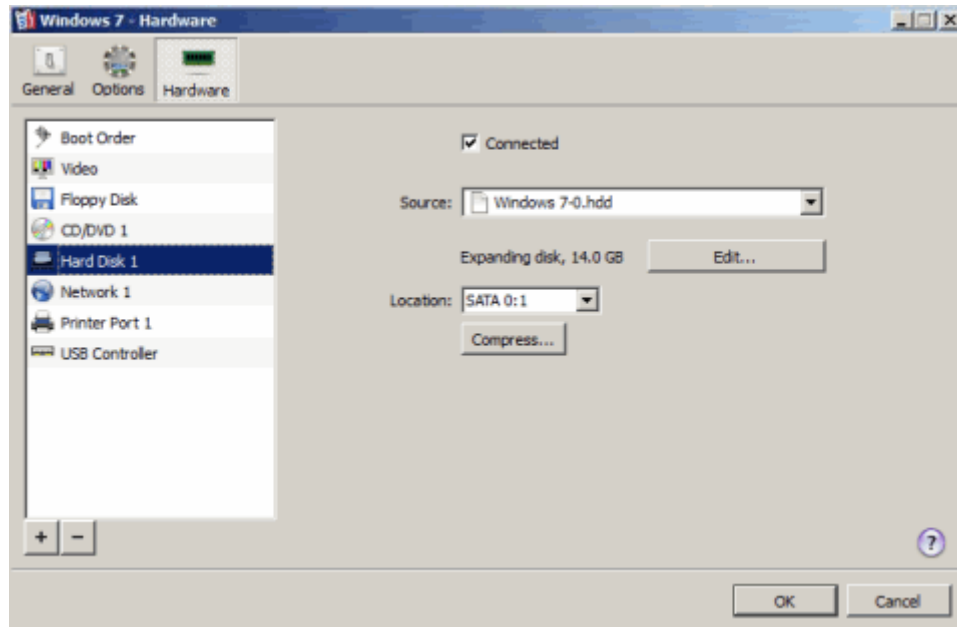 Windows 7 - Hardware
General Options Hardware
Boot Order
Video
Floppy Disk
CD/DVD 1
Hard Disk 1
Network 1
Printer Port 1
USB Controller
Connected
Source: Windows 7-0.hdd
Expanding disk, 14.0 GB Edit...
Location: SATA 0:1
Compress...
+ -
?
OK Cancel